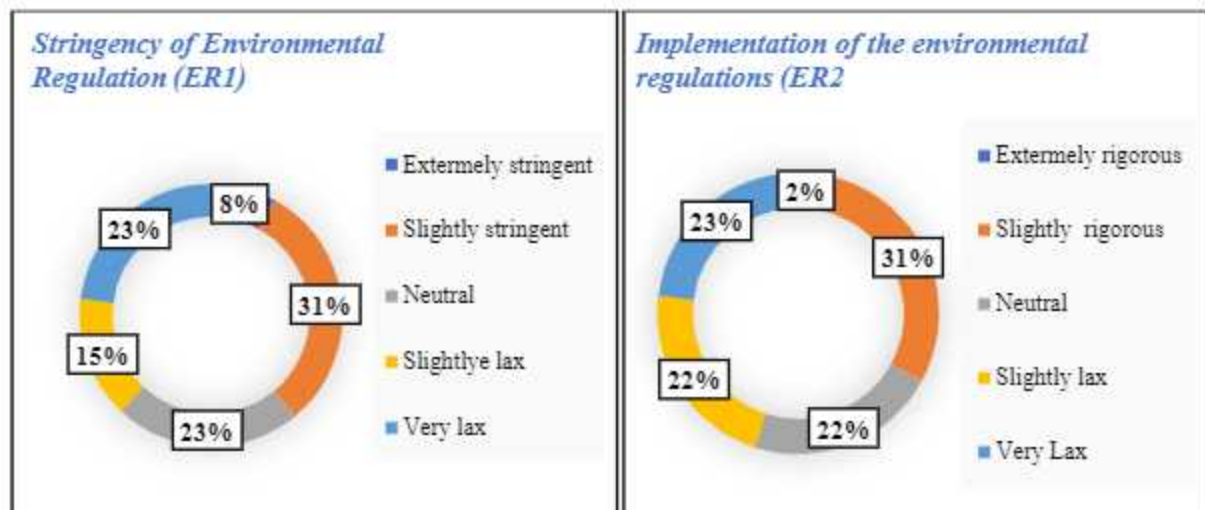 Stringency of Environmental
Regulation (ER1)
8%
31%
23%
15%
23%
Extermely stringent
Slightly stringent
Neutral
Slightlye lax
Very lax
Implementation of the environmental
regulations (ER2
2%
31%
22%
22%
23%
Extermely rigorous
Slightly rigorous
Neutral
Slightly lax
Very Lax